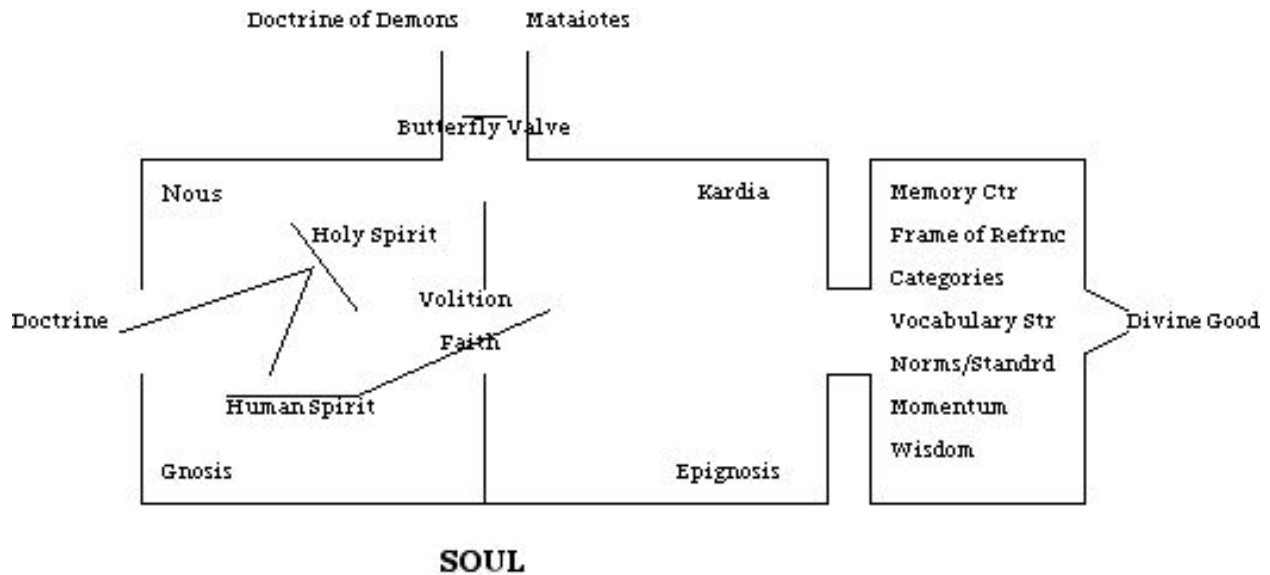 Doctrine of Demons
Mataiotes
Butterfly Valve
Nous
Kardia
Holy Spirit
Volition
Doctrine
Faith
Human Spirit
Gnosis
Epignosis
Memory Ctr
Frame of Refrnc
Categories
Vocabulary Str
Norms/Standrd
Momentum
Wisdom
Divine Good
SOUL